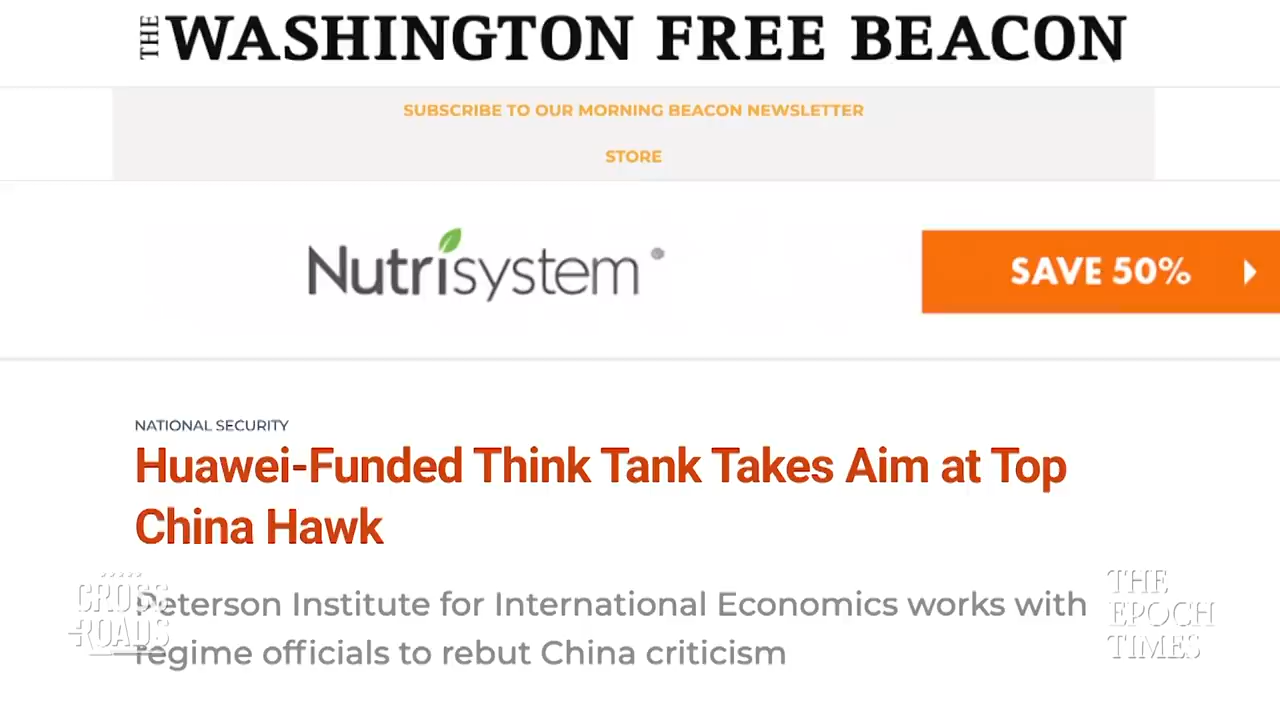 THE WASHINGTON FREE BEACON
SUBSCRIBE TO OUR MORNING BEACON NEWSLETTER
STORE
Nutrisystem
SAVE 50%
NATIONAL SECURITY
Huawei-Funded Think Tank Takes Aim at Top
China Hawk
Peterson Institute for International Economics works with
regime officials to rebut China criticism
CROSS
ROADS
THE
EPOCH
TIMES